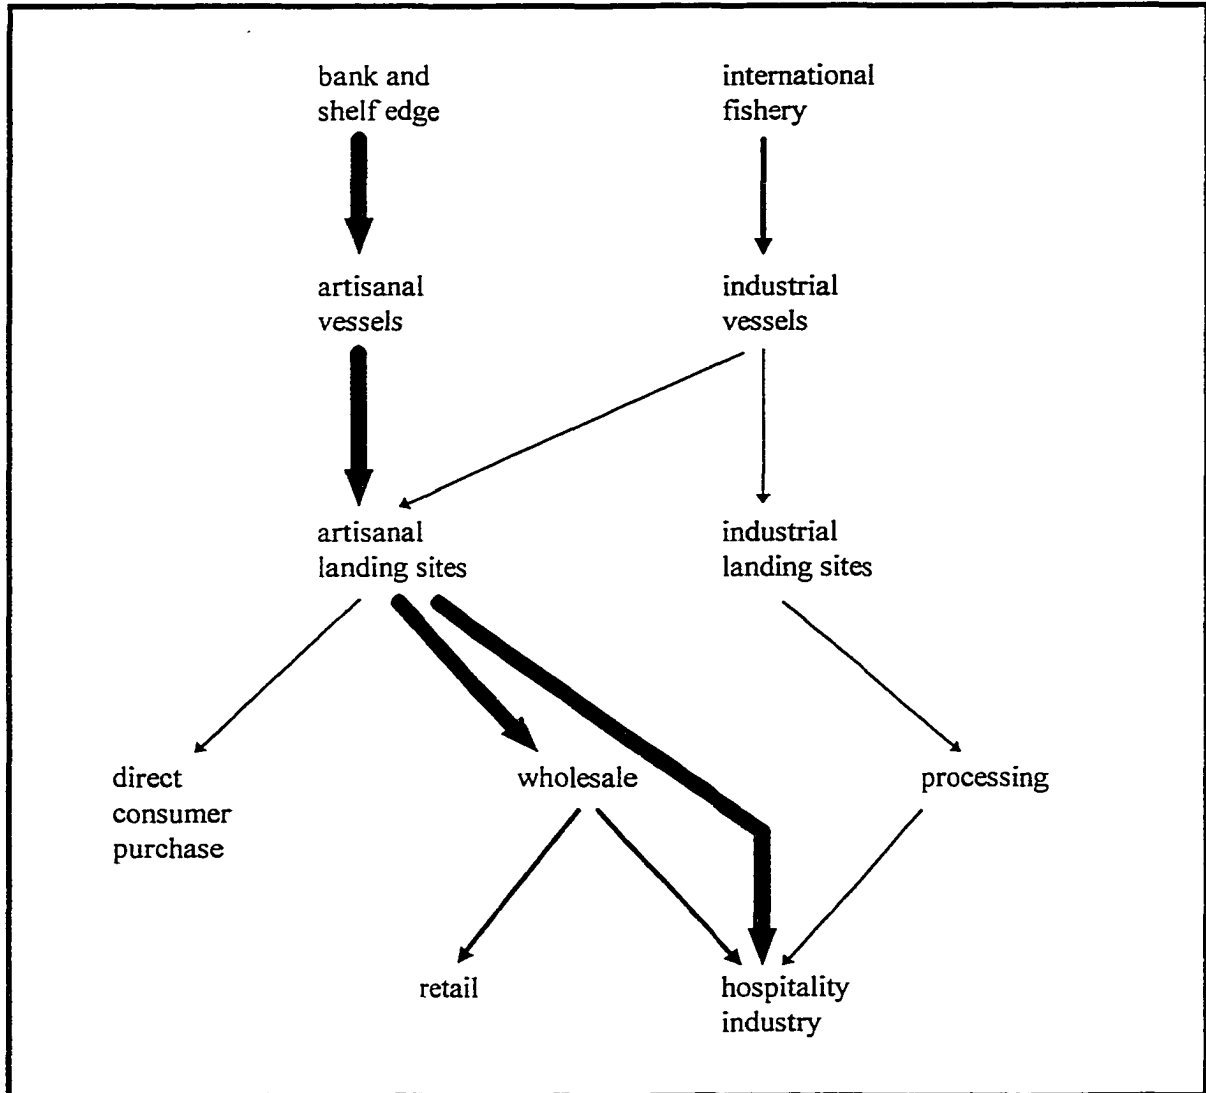 bank and
shelf edge
international
fishery
artisanal
vessels
industrial
vessels
artisanal
landing sites
industrial
landing sites
direct
consumer
purchase
wholesale
processing
retail
hospitality
industry